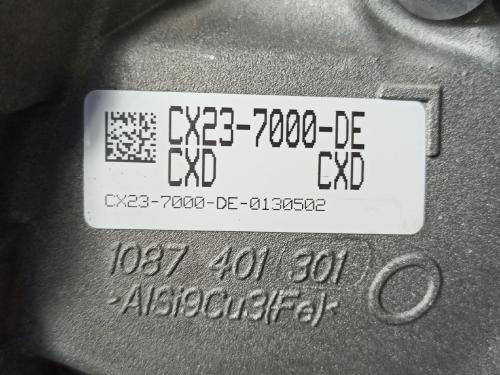 CX23-7000-DE
CXD CXD
CX23-7000-DE-0130502
1087 401 301
>AlSi9Cu3(Fe)<